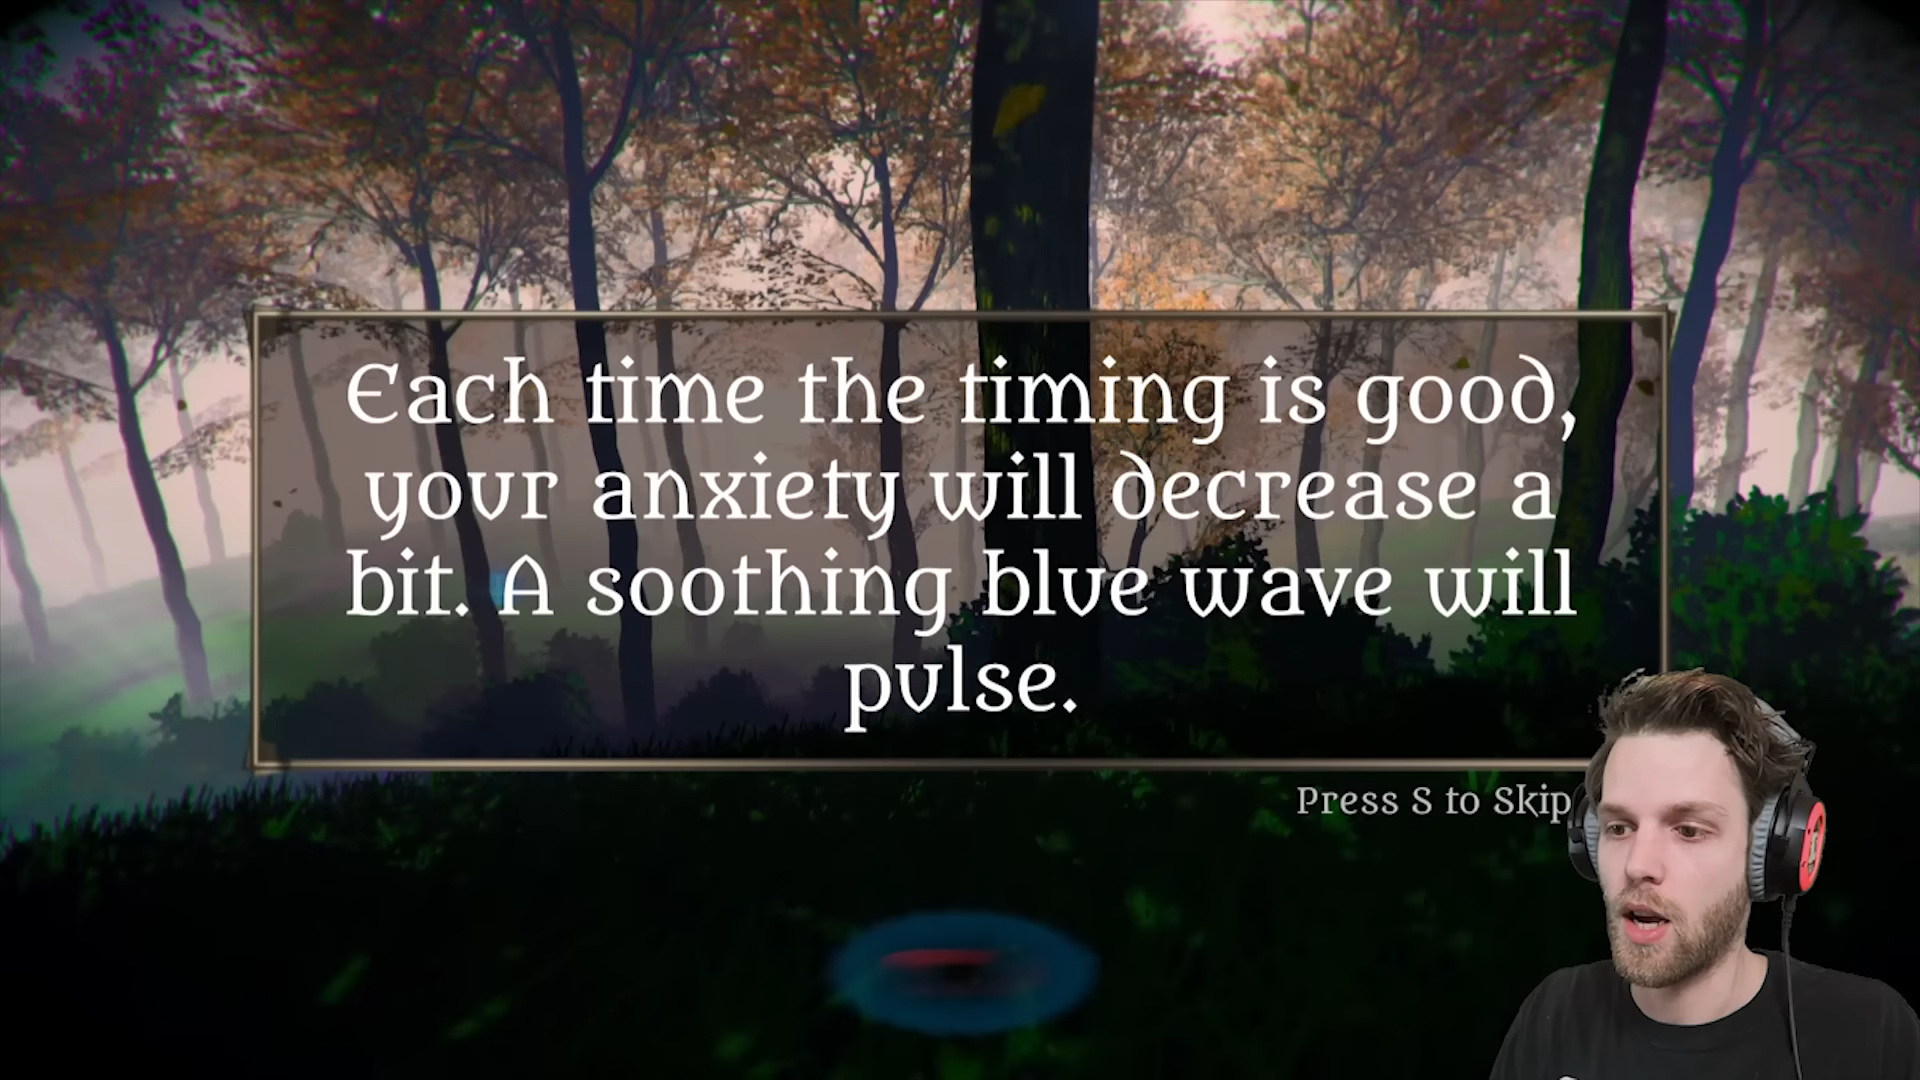 Each time the timing is good,
your anxiety will decrease a
bit. A soothing blue wave will
pulse.
Press S to Skip